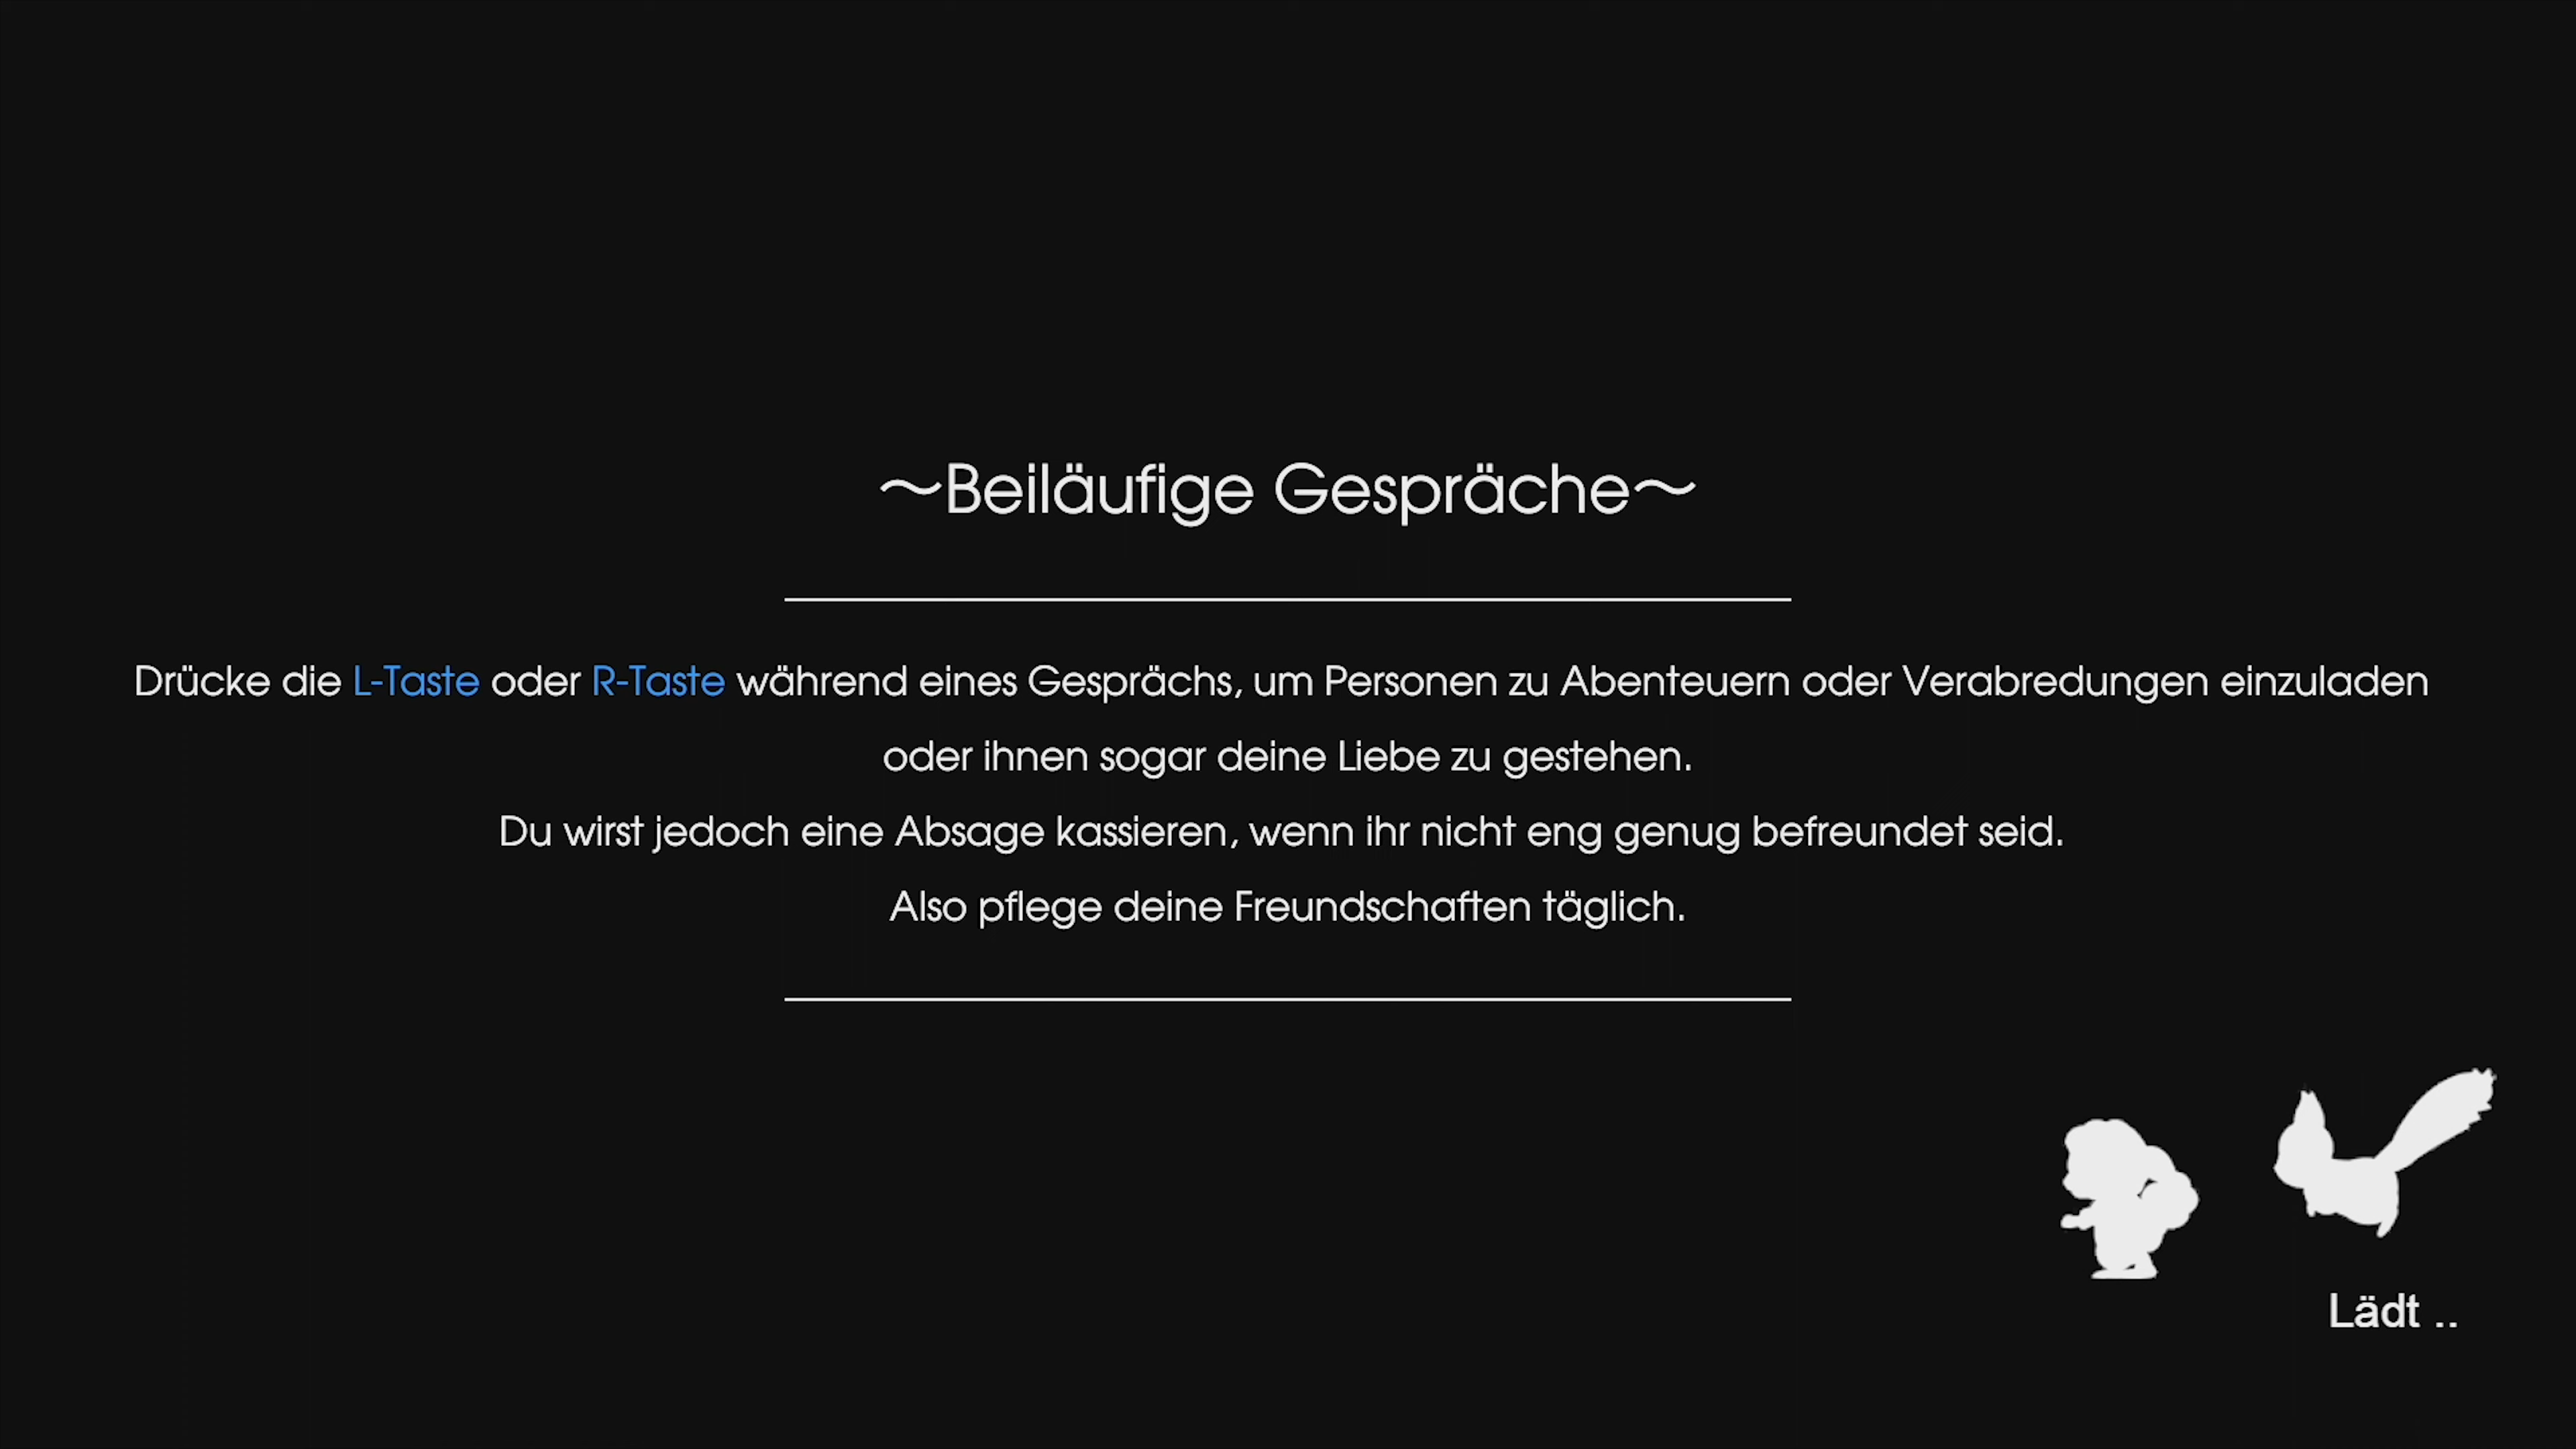 ～Beiläufige Gespräche～
Drücke die L-Taste oder R-Taste während eines Gesprächs, um Personen zu Abenteuern oder Verabredungen einzuladen
oder ihnen sogar deine Liebe zu gestehen.
Du wirst jedoch eine Absage kassieren, wenn ihr nicht eng genug befreundet seid.
Also pflege deine Freundschaften täglich.
Lädt ..